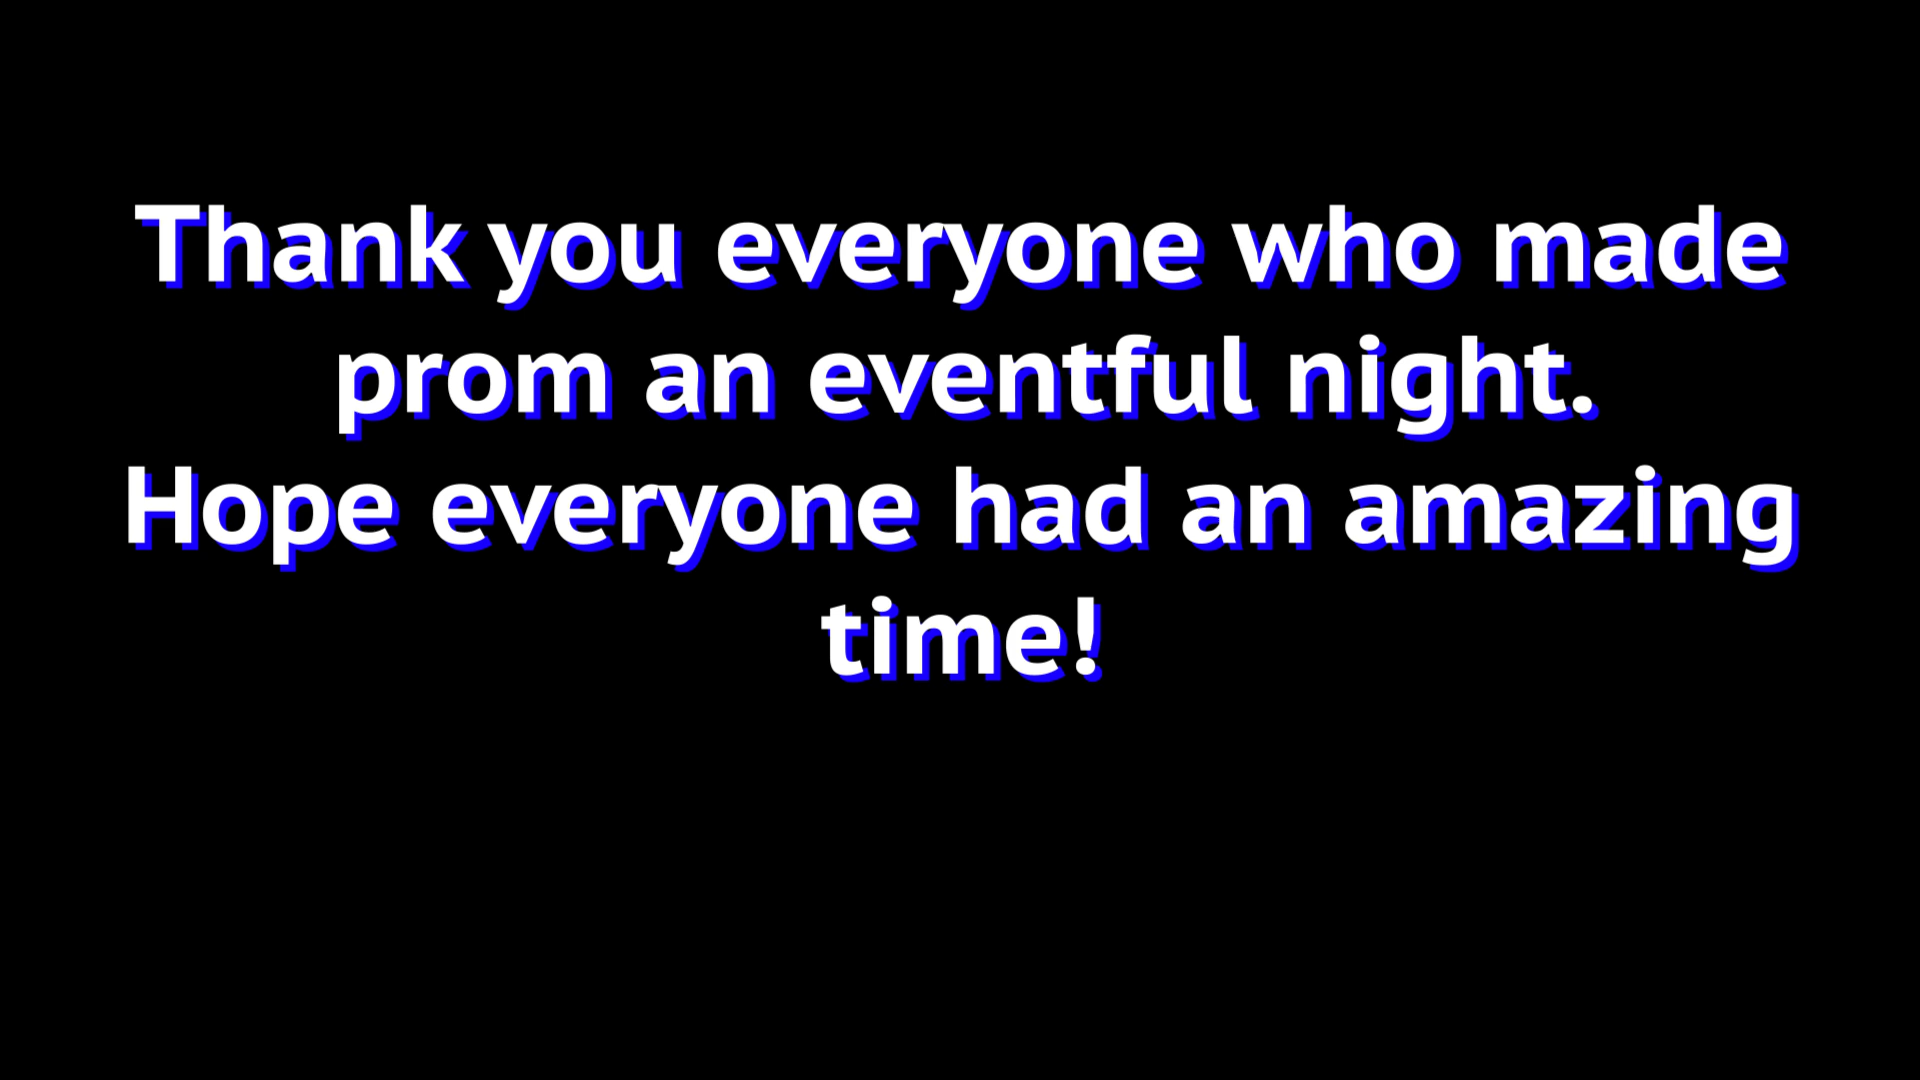 Thank you everyone who made
prom an eventful night.
Hope everyone had an amazing
time!